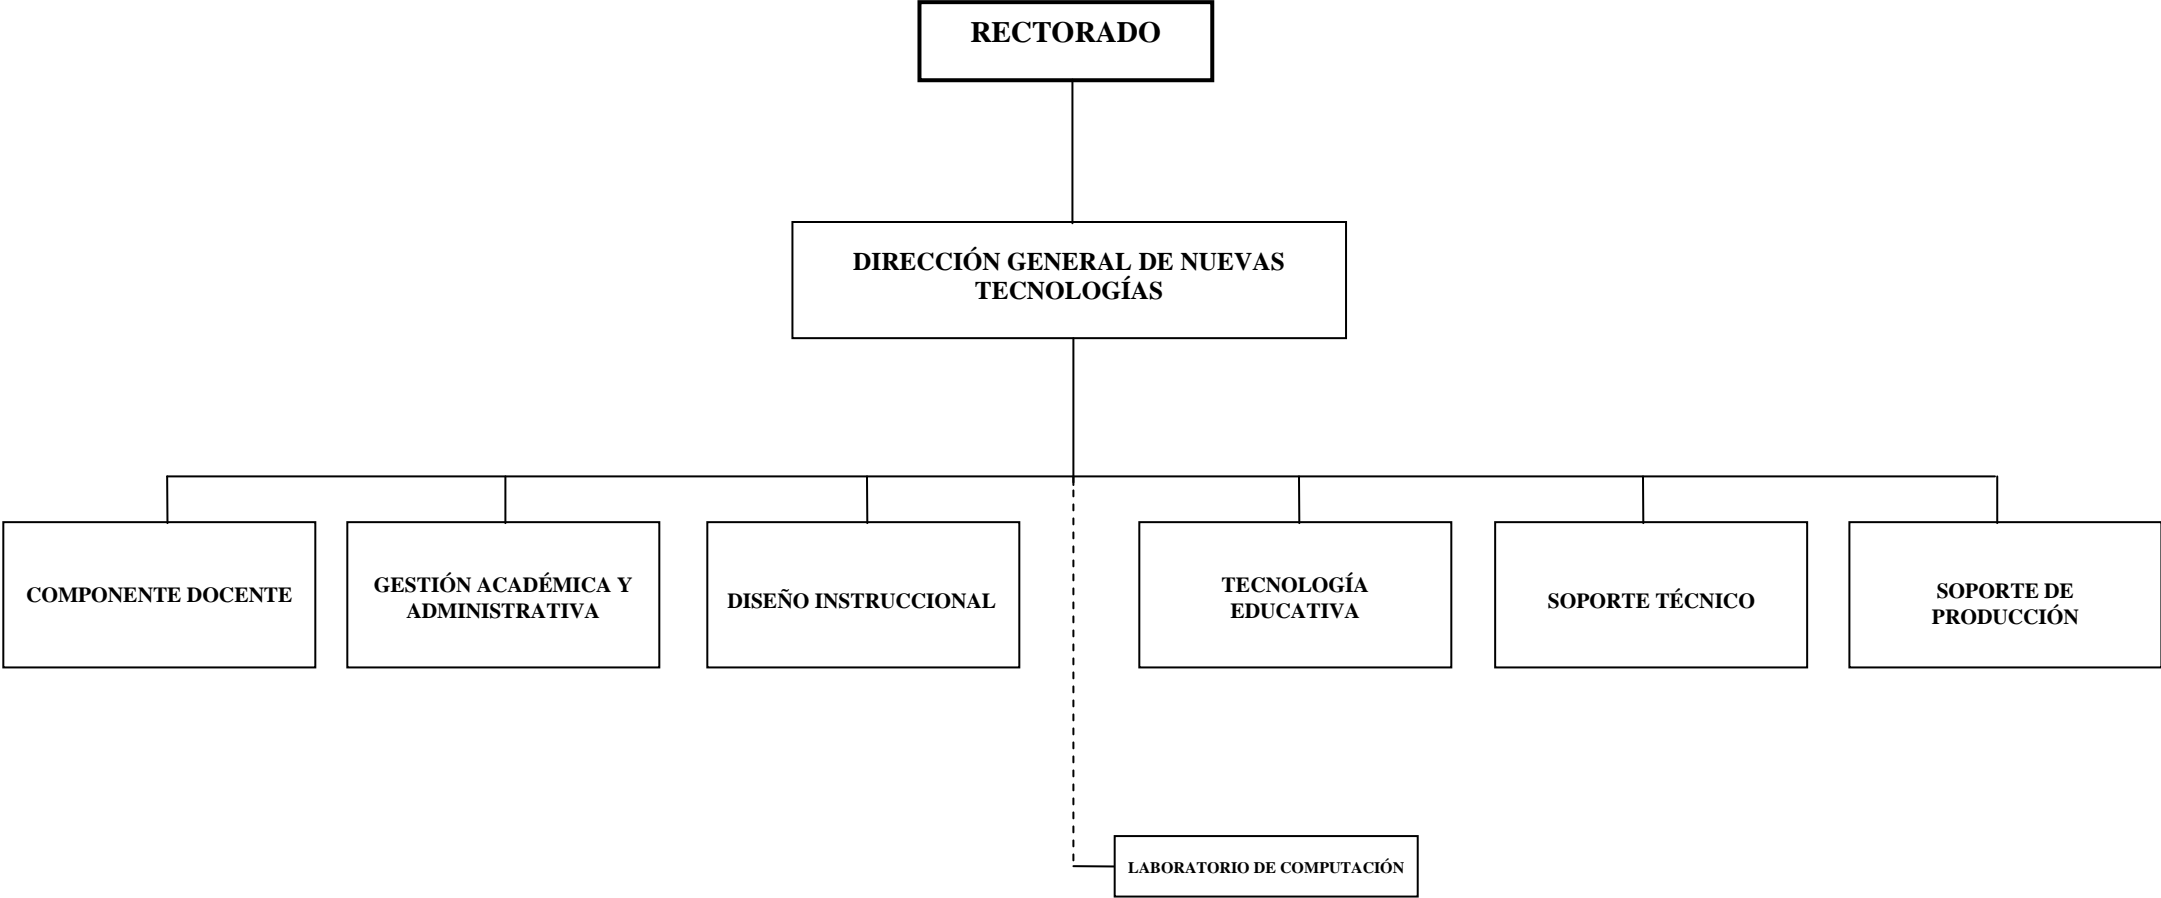 RECTORADO
DIRECCIÓN GENERAL DE NUEVAS
TECNOLOGÍAS
COMPONENTE DOCENTE
GESTIÓN ACADÉMICA Y
ADMINISTRATIVA
DISEÑO INSTRUCCIONAL
TECNOLOGÍA
EDUCATIVA
SOPORTE TÉCNICO
SOPORTE DE
PRODUCCIÓN
LABORATORIO DE COMPUTACIÓN